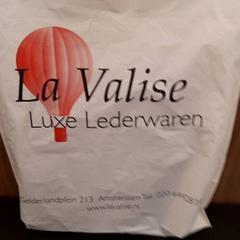 La Valise
Luxe Lederwaren
Gelderlandplein 213 Amsterdam Tel:
www.lavalise.nl